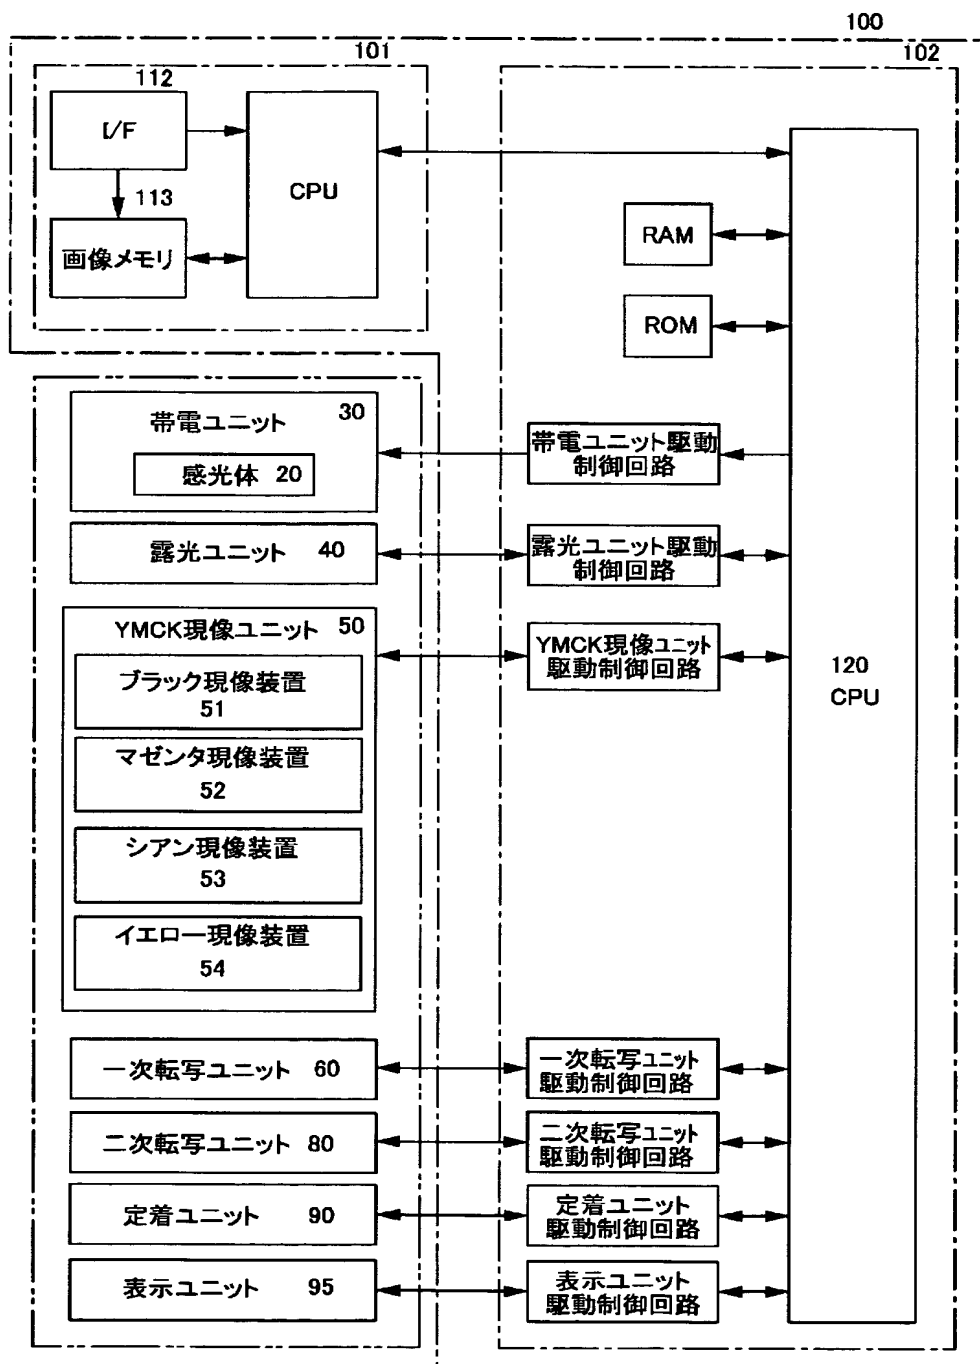 100
101
102
112
I/F
113
画像メモリ
CPU
RAM
ROM
帯電ユニット 30
感光体 20
帯電ユニット駆動
制御回路
露光ユニット 40
露光ユニット駆動
制御回路
YMCK現像ユニット 50
YMCK現像ユニット
駆動制御回路
ブラック現像装置
51
マゼンタ現像装置
52
シアン現像装置
53
イエロー現像装置
54
120
CPU
一次転写ユニット 60
一次転写ユニット
駆動制御回路
二次転写ユニット 80
二次転写ユニット
駆動制御回路
定着ユニット 90
定着ユニット
駆動制御回路
表示ユニット 95
表示ユニット
駆動制御回路